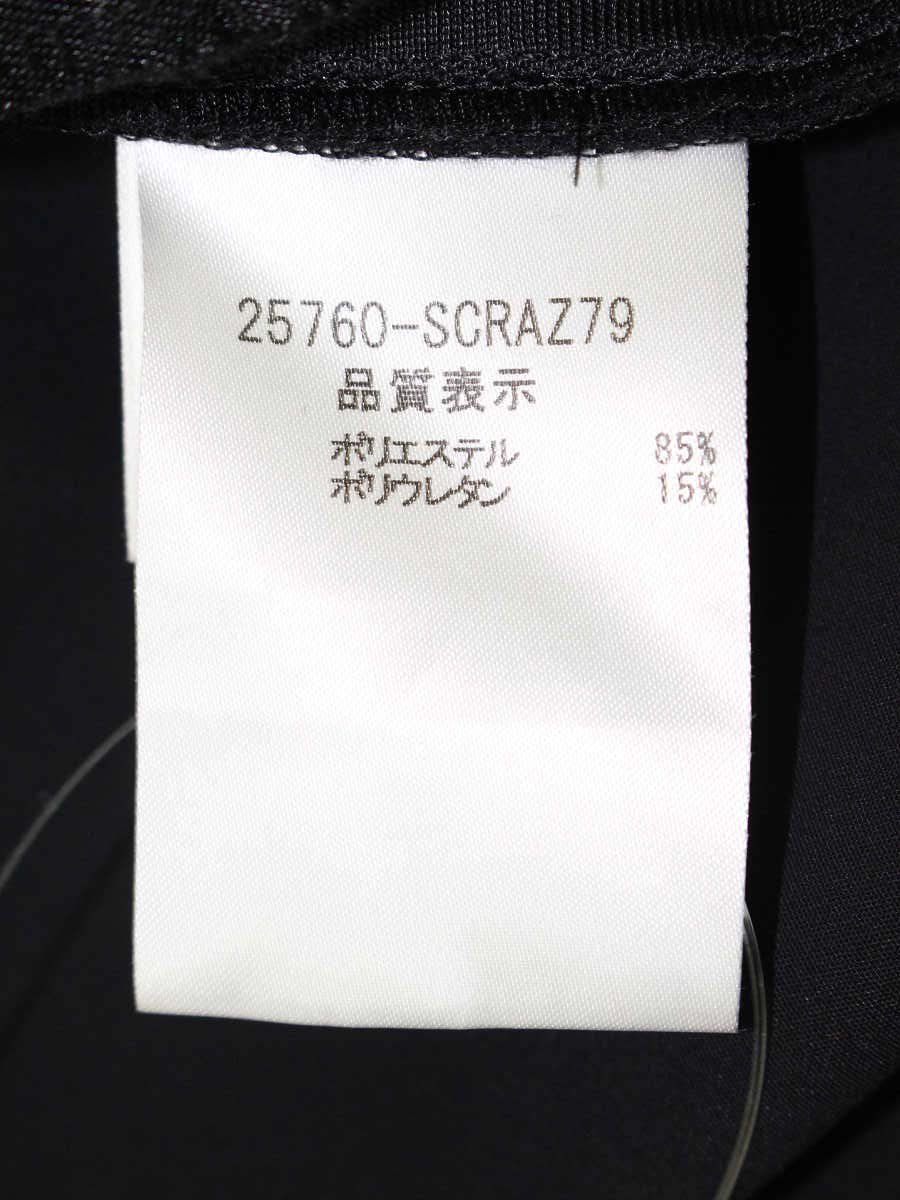 25760-SCRAZ79
品質表示
ポリエステル 85%
ポリウレタン 15%